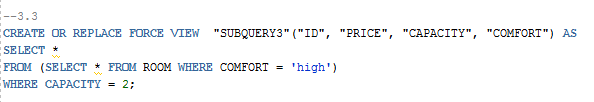 --3.3
CREATE OR REPLACE FORCE VIEW  "SUBQUERY3"("ID", "PRICE", "CAPACITY", "COMFORT") AS
SELECT *
FROM (SELECT * FROM ROOM WHERE COMFORT = 'high')
WHERE CAPACITY = 2;